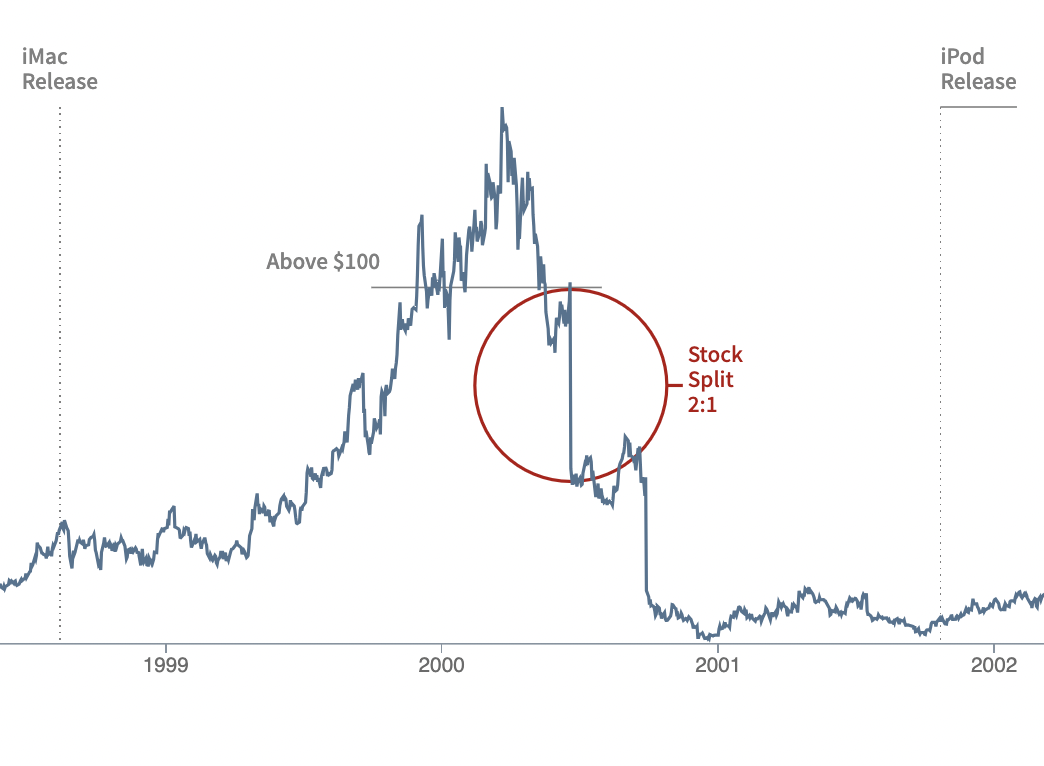 iMac
Release
iPod
Release
Above $100
Stock
Split
2:1
1999
2000
2001
2002